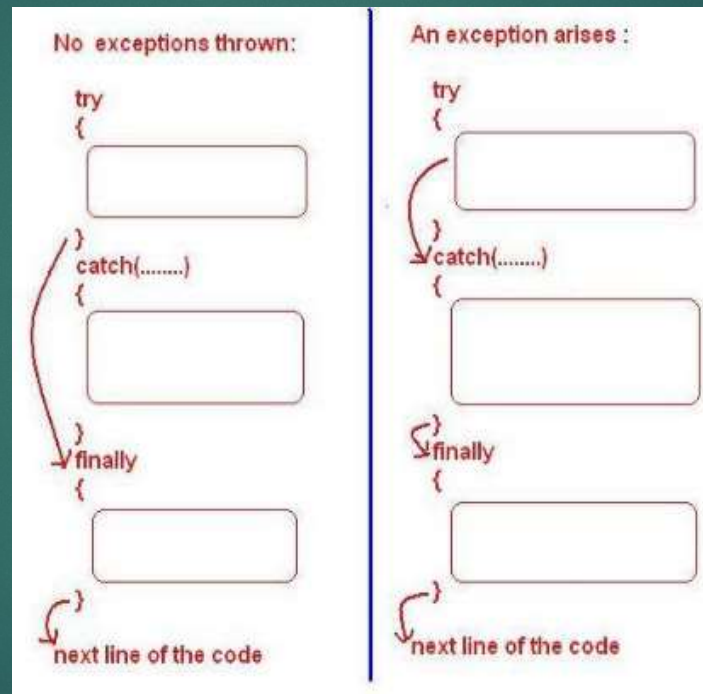 No exceptions thrown:
try
{
}
catch(........)
{
}
finally
{
}
next line of the code
An exception arises :
try
{
}
catch(........)
{
}
finally
{
}
next line of the code